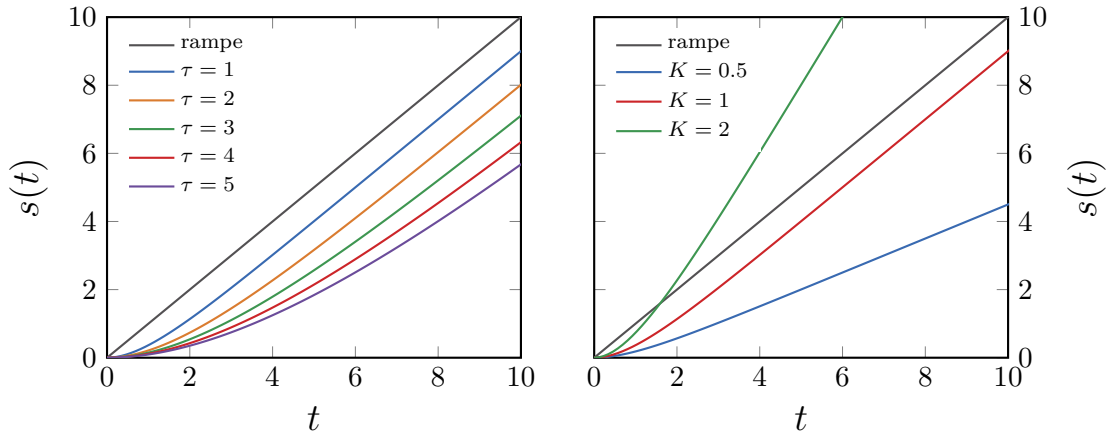 10
8
6
4
2
0
s(t)
rampe
τ = 1
τ = 2
τ = 3
τ = 4
τ = 5
0 2 4 6 8 10
t
rampe
K = 0.5
K = 1
K = 2
0 2 4 6 8 10
t
10
8
6
4
2
0
s(t)